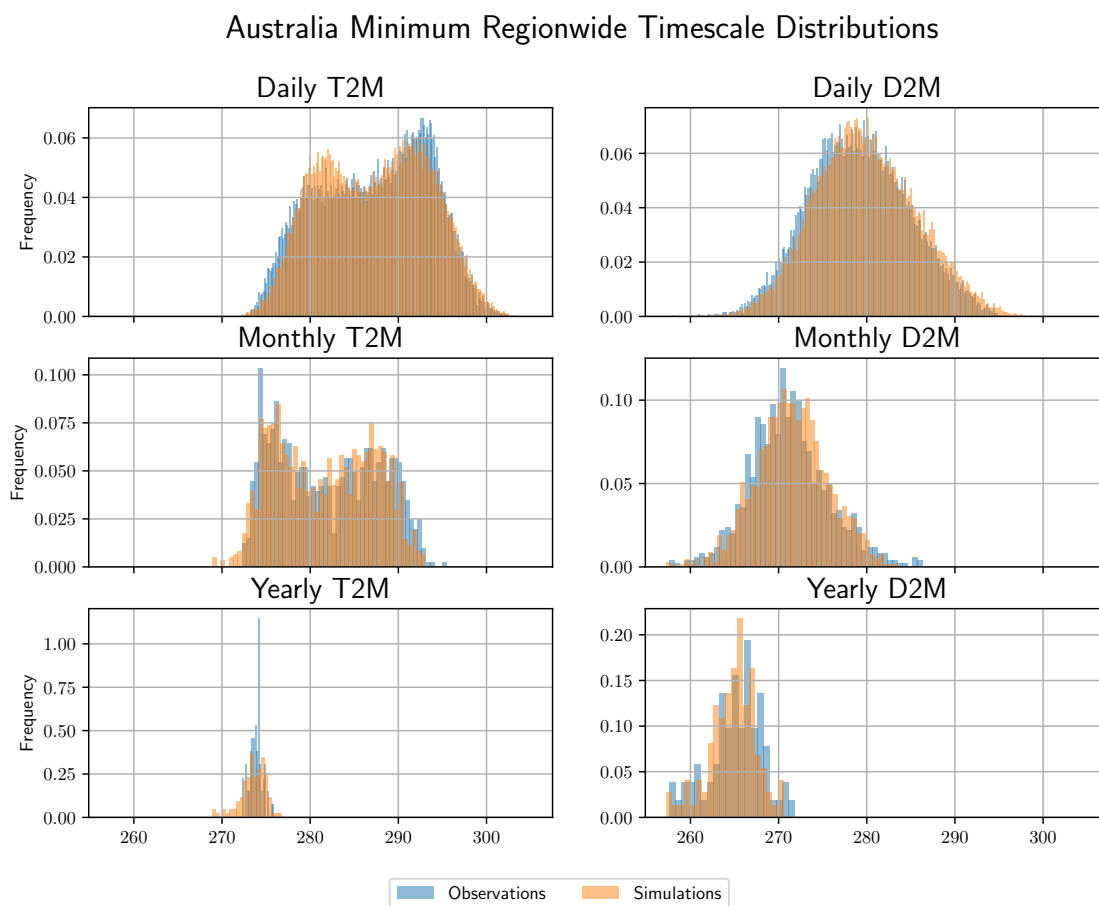 Australia Minimum Regionwide Timescale Distributions
Daily T2M
Daily D2M
Frequency
0.06
0.04
0.02
0.00
0.06
0.04
0.02
0.00
Monthly T2M
Monthly D2M
Frequency
0.100
0.075
0.050
0.025
0.000
0.10
0.05
0.00
Yearly T2M
Yearly D2M
Frequency
1.00
0.75
0.50
0.25
0.00
0.20
0.15
0.10
0.05
0.00
260 270 280 290 300
260 270 280 290 300
Observations Simulations